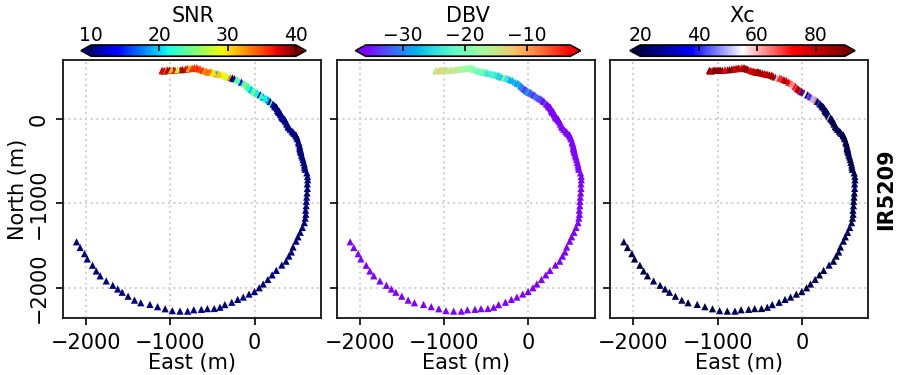 SNR DBV Xc
10 20 30 40 −30 −20 −10 20 40 60 80
0
−1000
−2000
North (m)
IR5209
−2000 −1000 0 −2000 −1000 0 −2000 −1000 0
East (m) East (m) East (m)